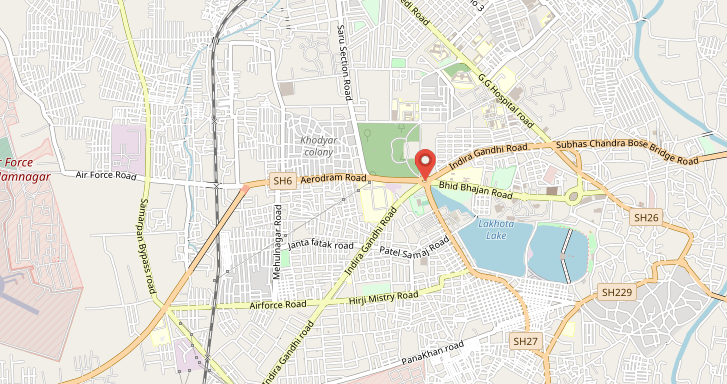 no 3
edi Road
Saru Section Road
G.G Hospital road
Khodyar
colony
Indira Gandhi Road
Subhas Chandra Bose Bridge Road
r Force
Jamnagar
Air Force Road
SH6
Aerodram Road
Bhid Bhajan Road
Samarpan Bypass road
Mehulnagar Road
Indira Gandhi Road
SH26
Lakhota
Lake
Janta fatak road
Patel Samaj Road
Airforce Road
Hirji Mistry Road
SH229
Indira Gandhi road
SH27
PanaKhan road